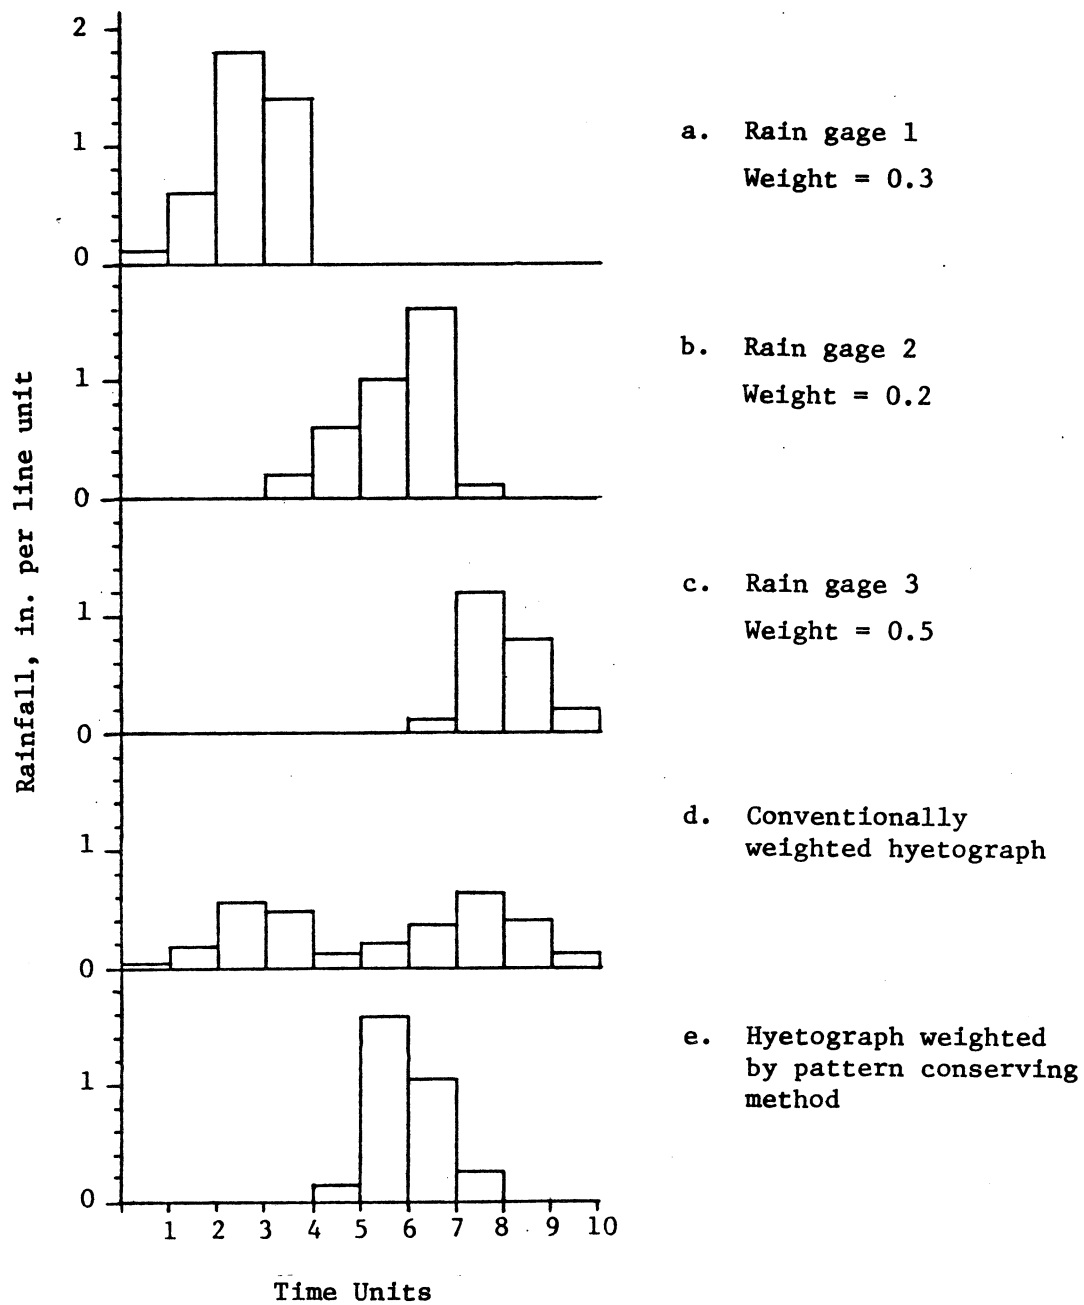 Rainfall, in. per line unit
2
1
0
a. Rain gage 1
Weight = 0.3
1
0
b. Rain gage 2
Weight = 0.2
1
0
c. Rain gage 3
Weight = 0.5
1
0
d. Conventionally
weighted hyetograph
1
0
e. Hyetograph weighted
by pattern conserving
method
1 2 3 4 5 6 7 8 9 10
Time Units